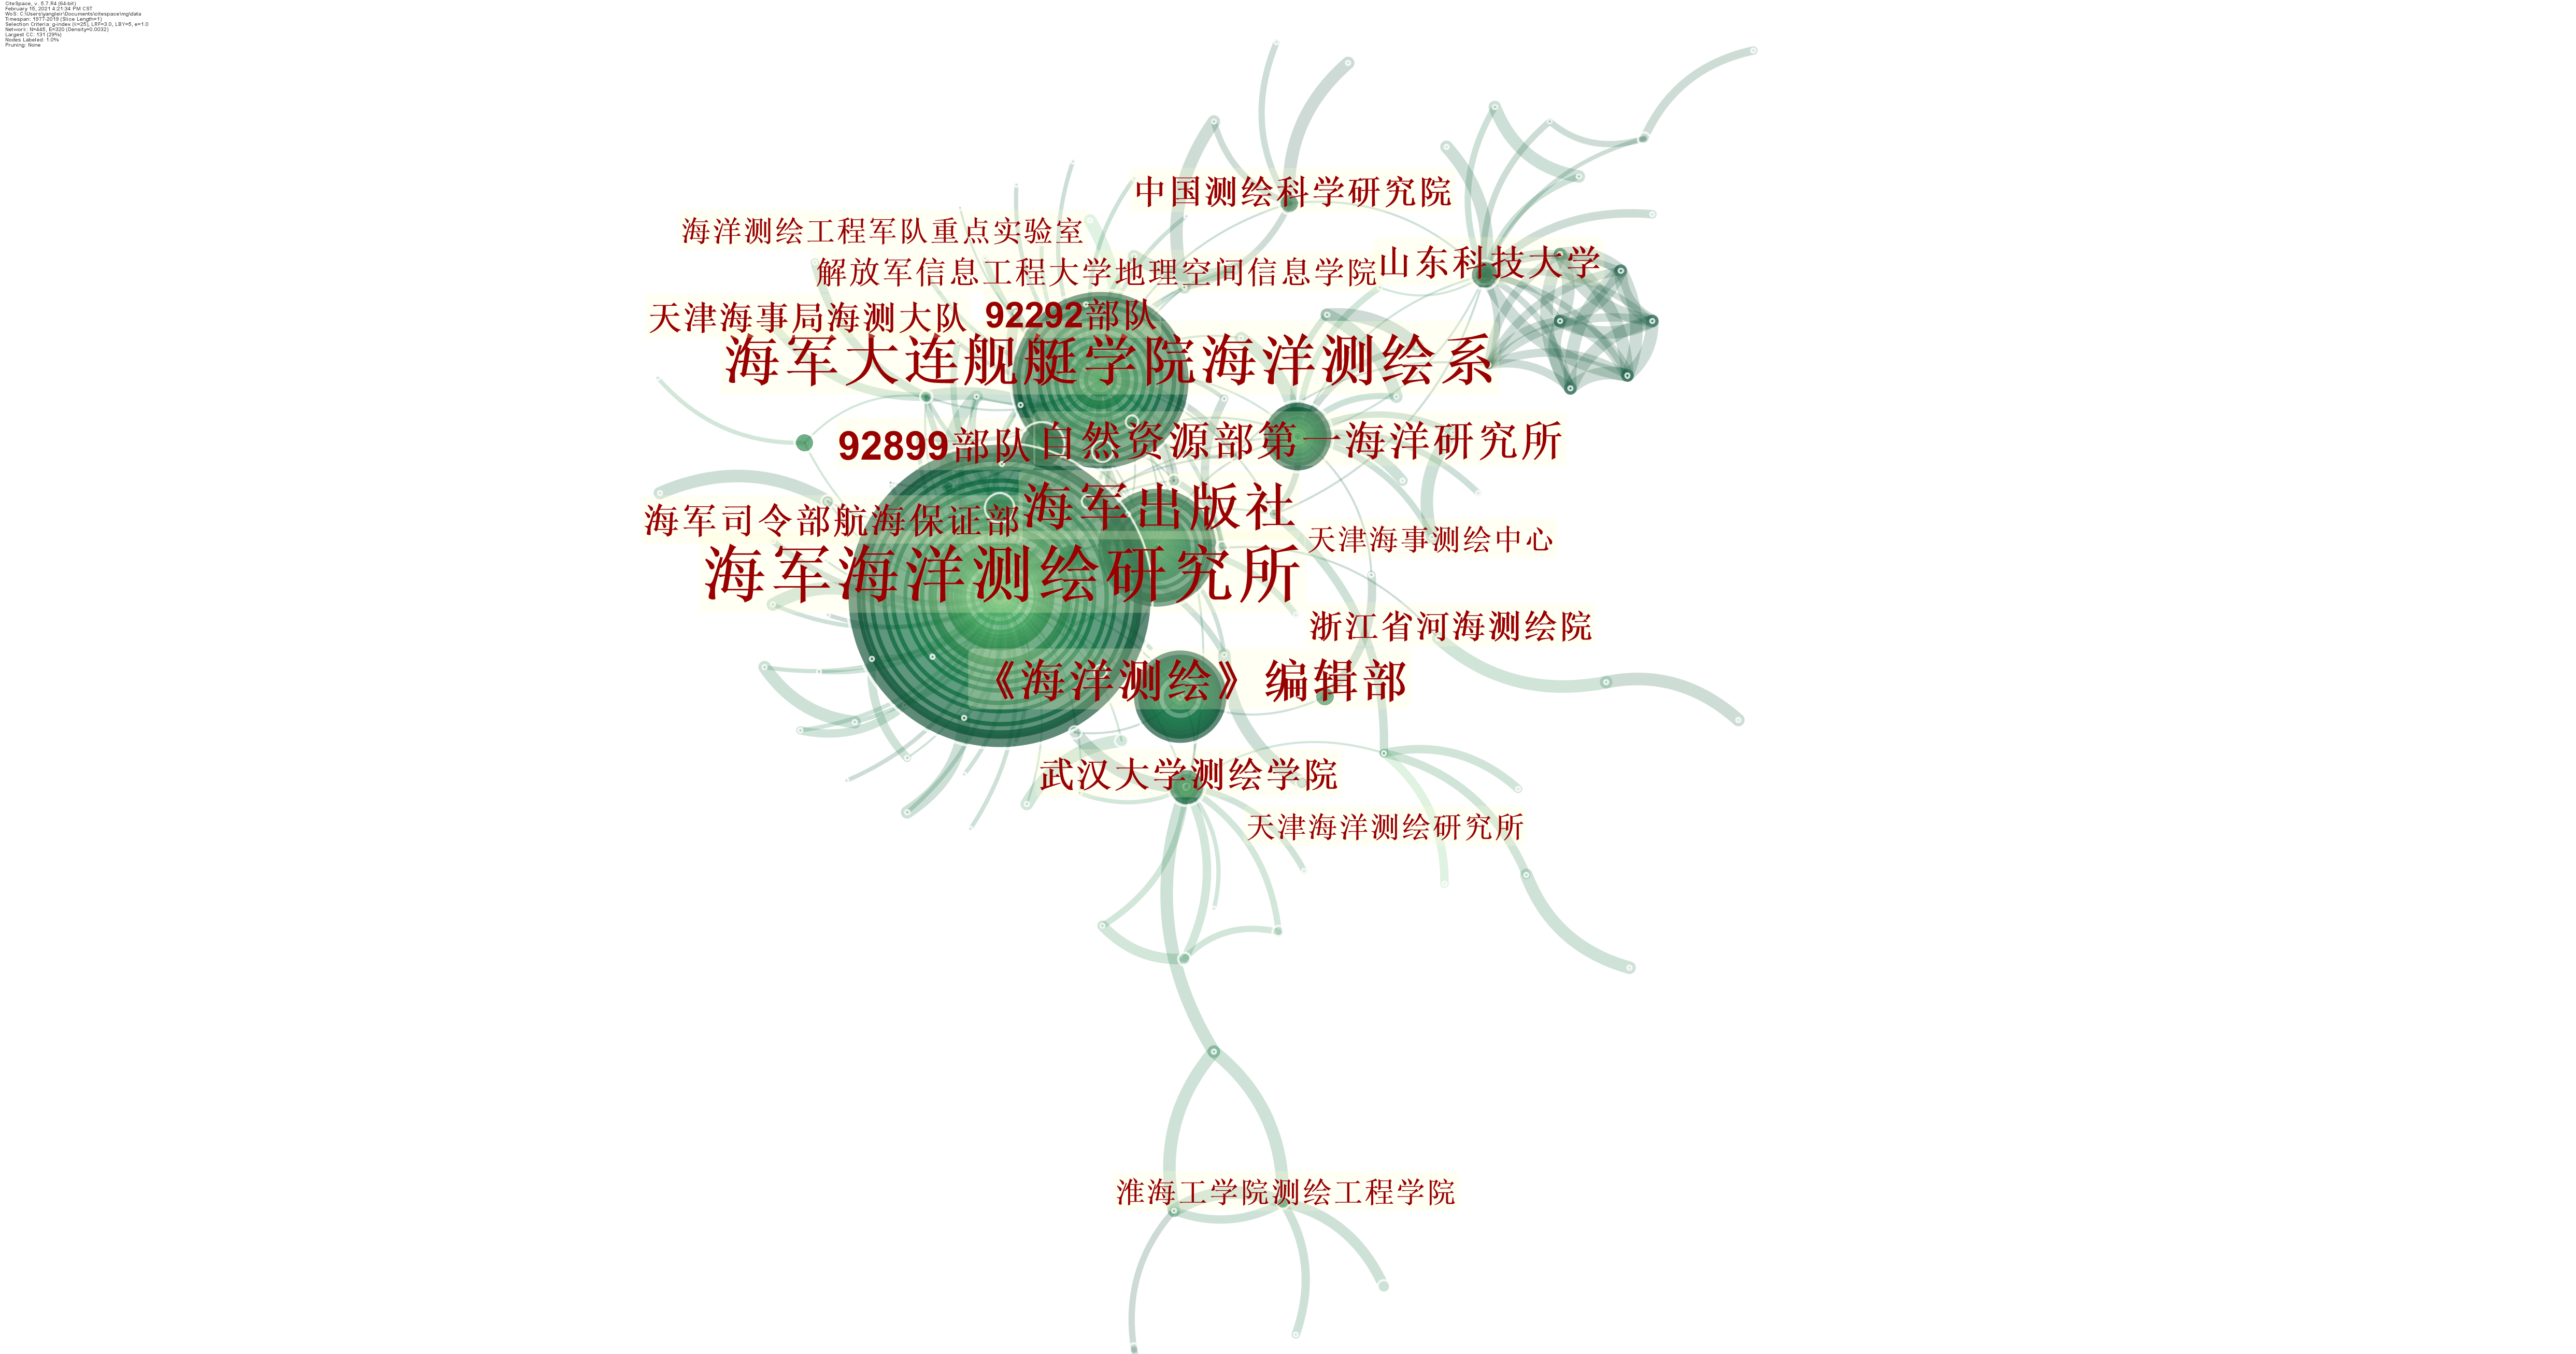 CiteSpace, v. 5.7.R4 (64-bit)
February 15, 2021 4:21:34 PM CST
WoS: C:\Users\yangleir\Documents\citespace\mg\data
Timespan: 1977-2019 (Slice Length=1)
Selection Criteria: g-index (k=25), LRF=3.0, LBY=5, e=1.0
Network: N=445, E=320 (Density=0.0032)
Largest CC: 131 (29%)
Nodes Labeled: 1.0%
Pruning: None
中国测绘科学研究院
海洋测绘工程军队重点实验室
解放军信息工程大学地理空间信息学院
山东科技大学
天津海事局海测大队
92292部队
海军大连舰艇学院海洋测绘系
92899部队
自然资源部第一海洋研究所
海军出版社
海军司令部航海保证部
天津海事测绘中心
海军海洋测绘研究所
浙江省河海测绘院
《海洋测绘》编辑部
武汉大学测绘学院
天津海洋测绘研究所
淮海工学院测绘工程学院